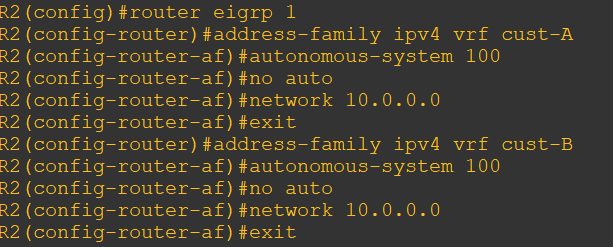 R2(config)#router eigrp 1
R2(config-router)#address-family ipv4 vrf cust-A
R2(config-router-af)#autonomous-system 100
R2(config-router-af)#no auto
R2(config-router-af)#network 10.0.0.0
R2(config-router-af)#exit
R2(config-router)#address-family ipv4 vrf cust-B
R2(config-router-af)#autonomous-system 100
R2(config-router-af)#no auto
R2(config-router-af)#network 10.0.0.0
R2(config-router-af)#exit